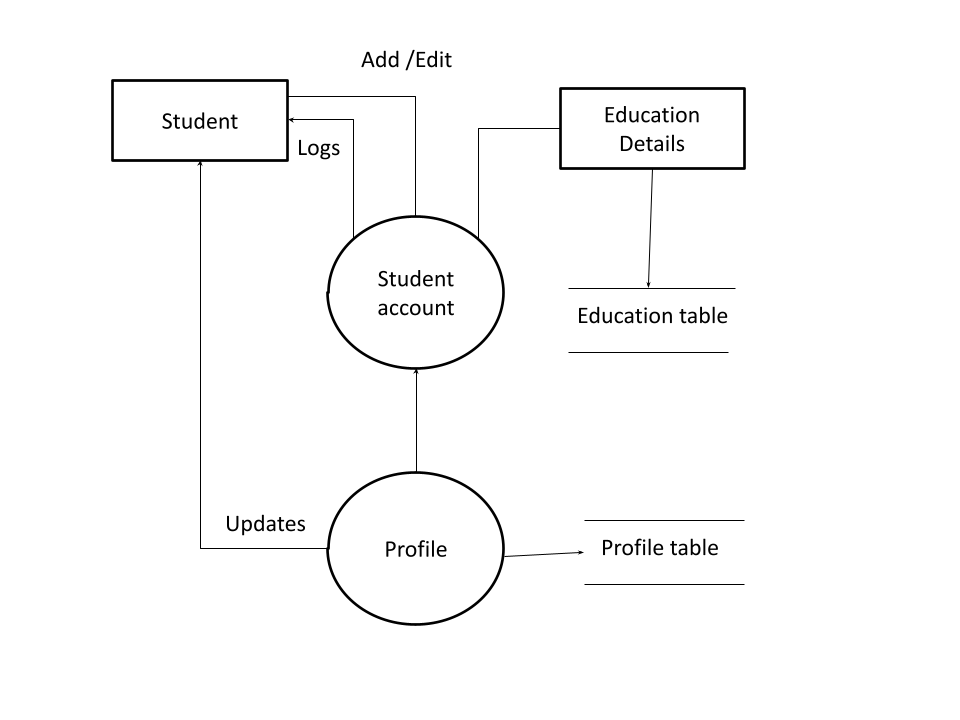 Add /Edit
Student
Logs
Education
Details
Student
account
Education table
Updates
Profile
Profile table